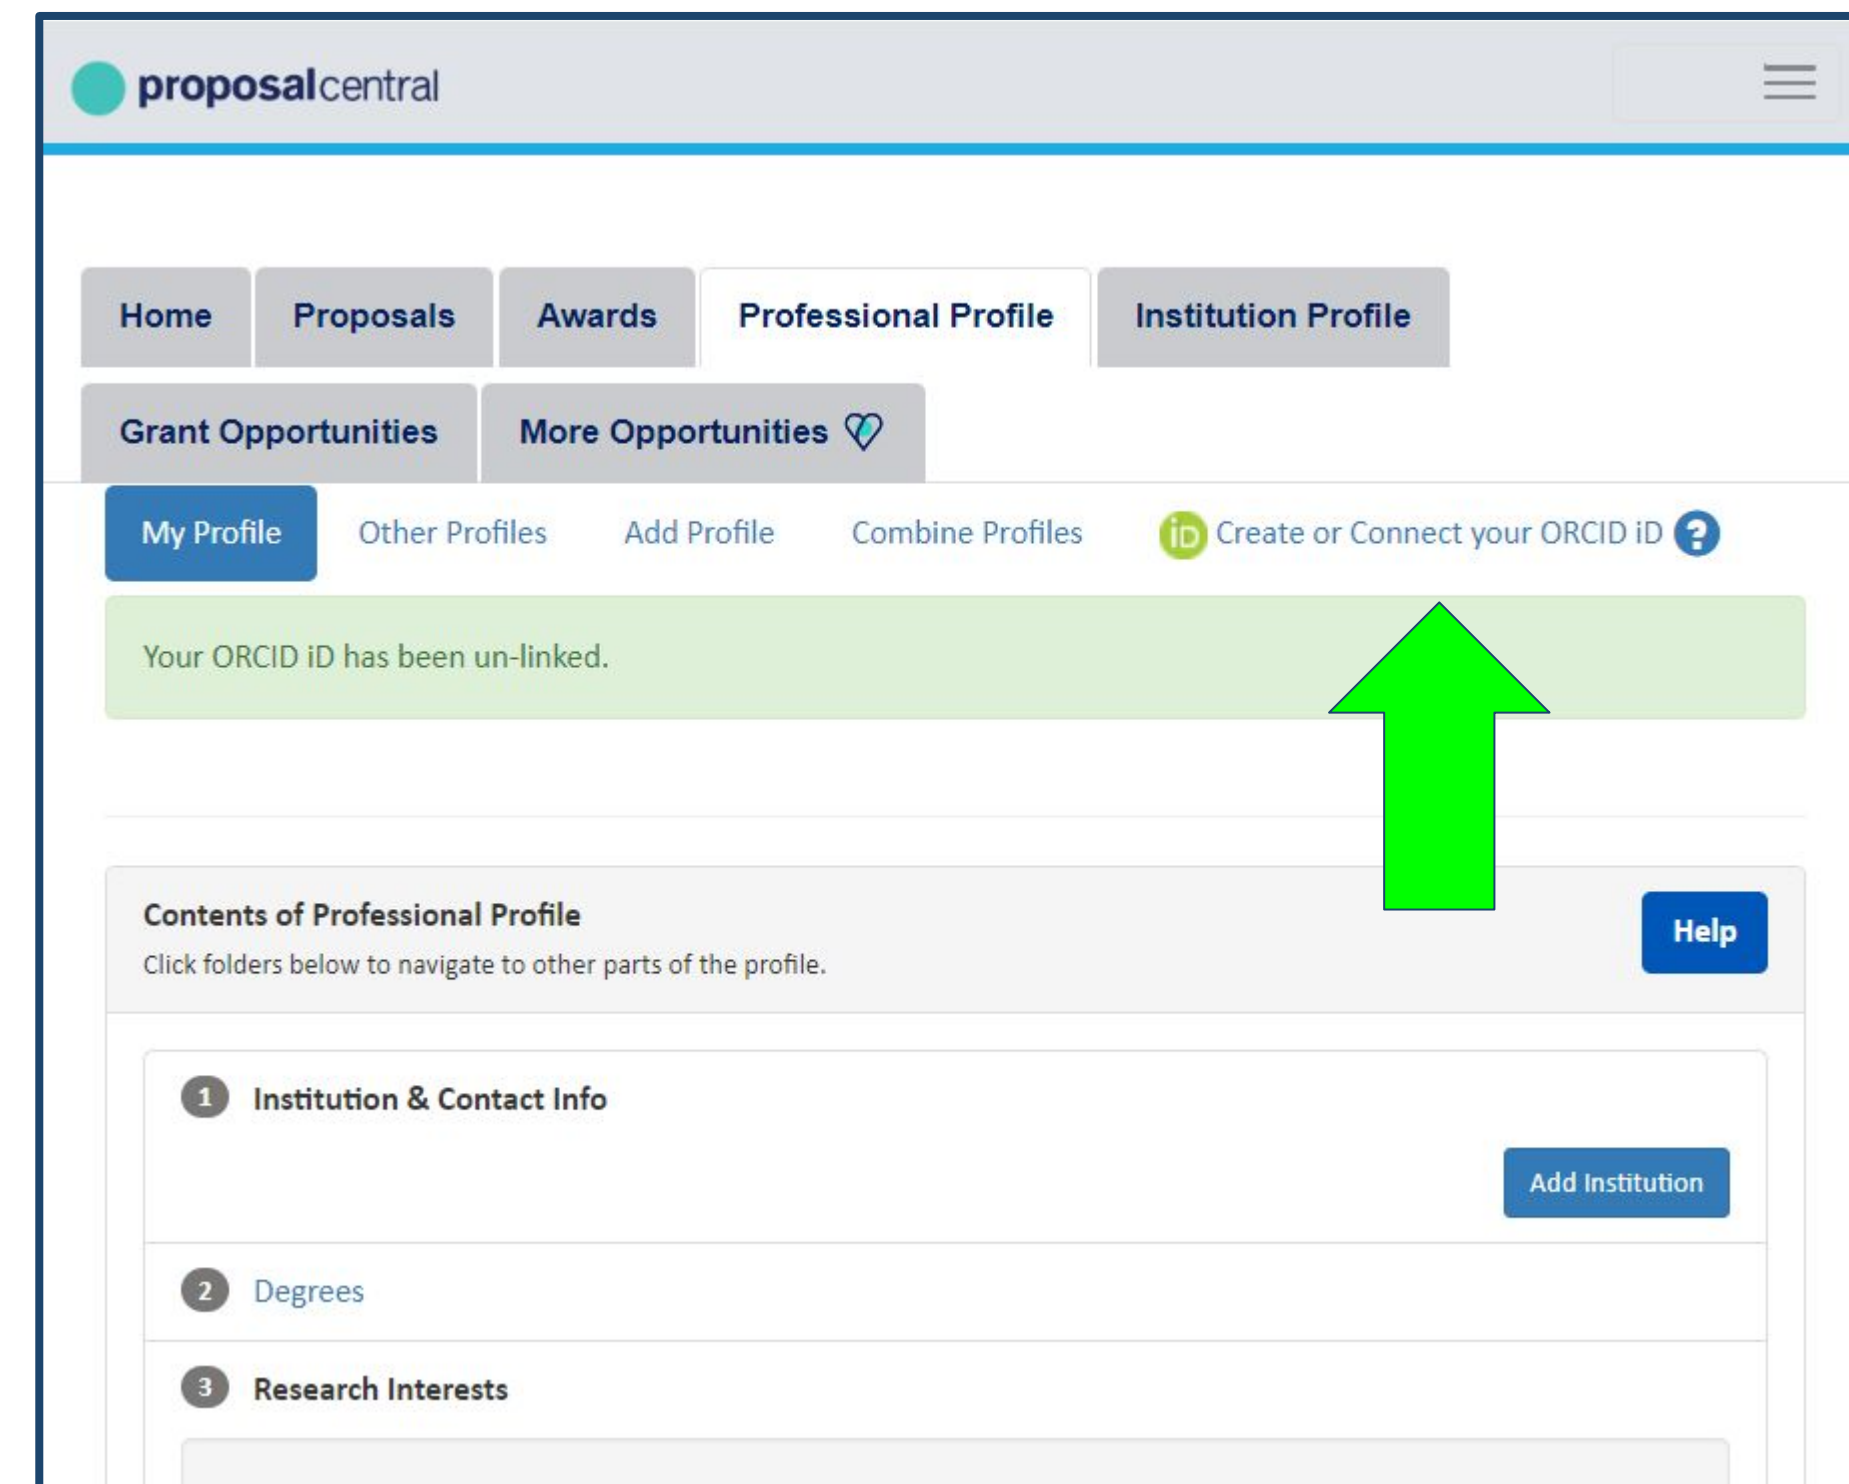 proposalcentral
Home Proposals Awards Professional Profile Institution Profile
Grant Opportunities More Opportunities
My Profile Other Profiles Add Profile Combine Profiles iD Create or Connect your ORCID iD ?
Your ORCID iD has been un-linked.
Contents of Professional Profile
Help
Click folders below to navigate to other parts of the profile.
1 Institution & Contact Info
Add Institution
2 Degrees
3 Research Interests